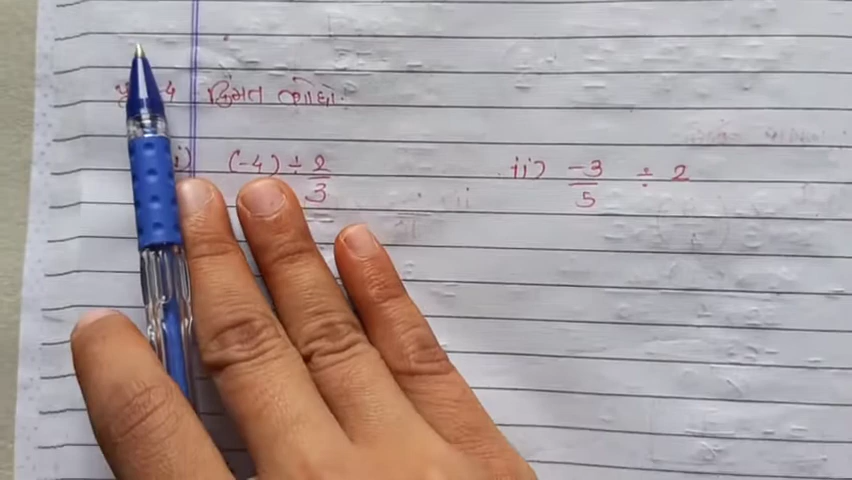 4 કિંમત શોધો.
i) (-4) ÷ 2/3 ii) -3/5 ÷ 2